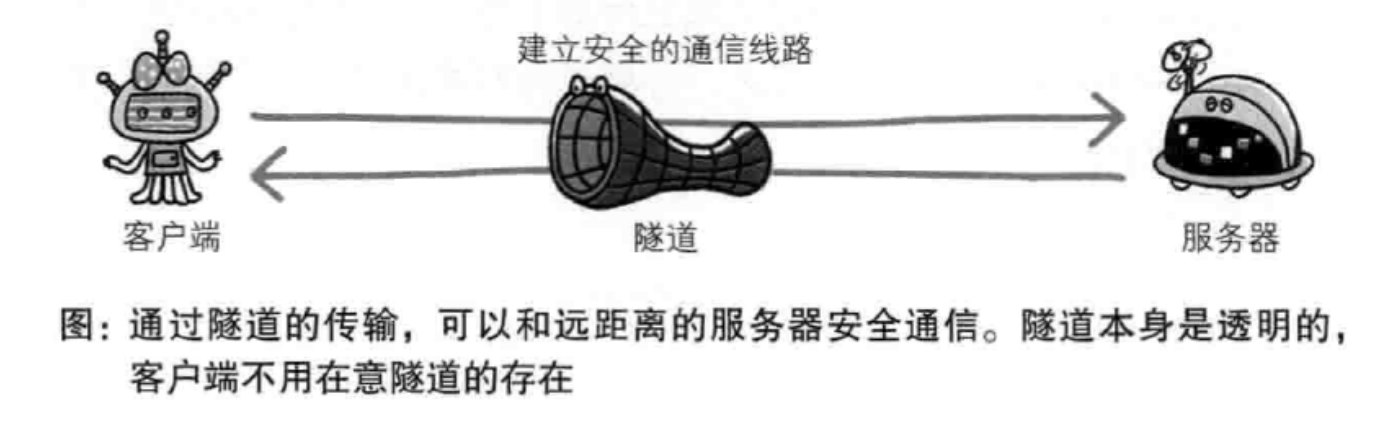 建立安全的通信线路
客户端
隧道
服务器
图：通过隧道的传输，可以和远距离的服务器安全通信。隧道本身是透明的，
客户端不用在意隧道的存在